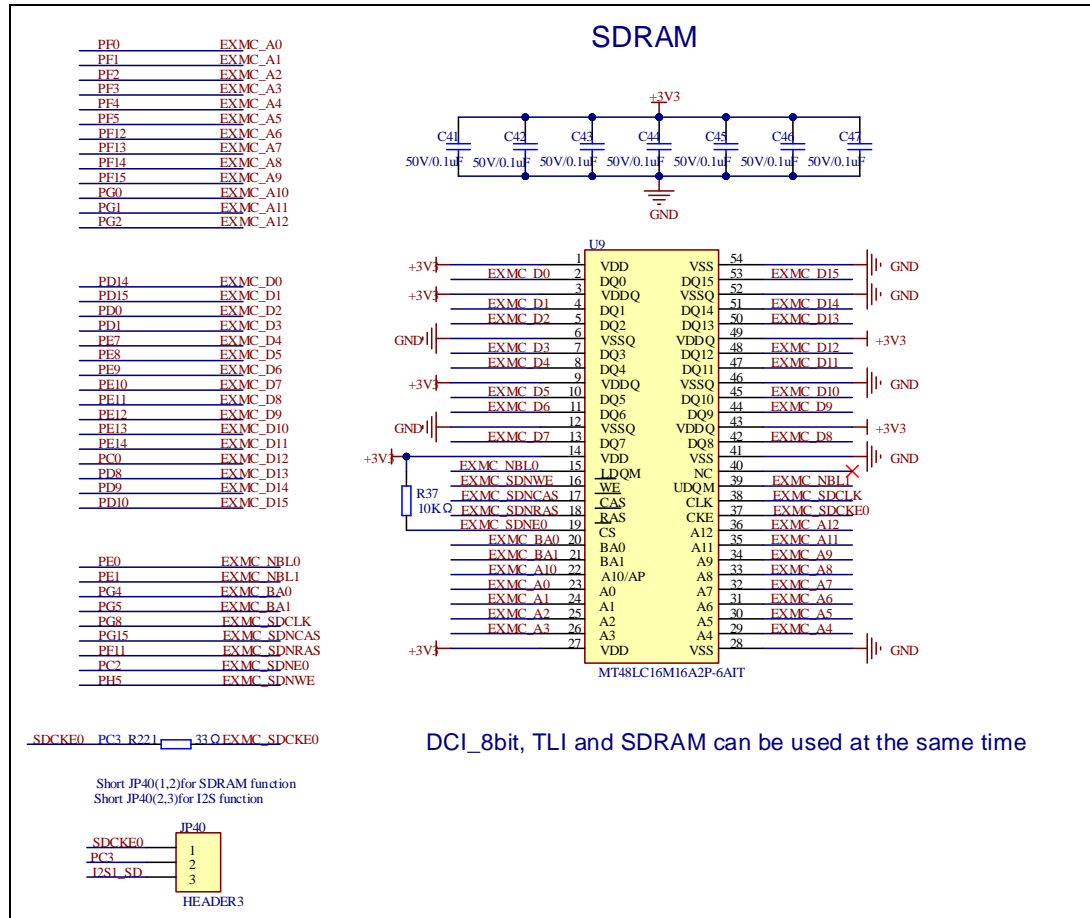 SDRAM
PF0 EXMC_A0
PF1 EXMC_A1
PF2 EXMC_A2
PF3 EXMC_A3
PF4 EXMC_A4
PF5 EXMC_A5
PF12 EXMC_A6
PF13 EXMC_A7
PF14 EXMC_A8
PF15 EXMC_A9
PG0 EXMC_A10
PG1 EXMC_A11
PG2 EXMC_A12
+3V3
C41 C42 C43 C44 C45 C46 C47
50V/0.1uF 50V/0.1uF 50V/0.1uF 50V/0.1uF 50V/0.1uF 50V/0.1uF 50V/0.1uF
GND
PD14 EXMC_D0
PD15 EXMC_D1
PD0 EXMC_D2
PD1 EXMC_D3
PE7 EXMC_D4
PE8 EXMC_D5
PE9 EXMC_D6
PE10 EXMC_D7
PE11 EXMC_D8
PE12 EXMC_D9
PE13 EXMC_D10
PE14 EXMC_D11
PC0 EXMC_D12
PD8 EXMC_D13
PD9 EXMC_D14
PD10 EXMC_D15
PE0 EXMC_NBL0
PE1 EXMC_NBL1
PG4 EXMC_BA0
PG5 EXMC_BA1
PG8 EXMC_SDCLK
PG15 EXMC_SDNCAS
PF11 EXMC_SDNRAS
PC2 EXMC_SDNE0
PH5 EXMC_SDNWE
U9
+3V3 1 VDD VSS 54 GND
EXMC_D0 2 DQ0 DQ15 53 EXMC_D15
+3V3 3 VDDQ VSSQ 52 GND
EXMC_D1 4 DQ1 DQ14 51 EXMC_D14
EXMC_D2 5 DQ2 DQ13 50 EXMC_D13
GND 6 VSSQ VDDQ 49 +3V3
EXMC_D3 7 DQ3 DQ12 48 EXMC_D12
EXMC_D4 8 DQ4 DQ11 47 EXMC_D11
+3V3 9 VDDQ VSSQ 46 GND
EXMC_D5 10 DQ5 DQ10 45 EXMC_D10
EXMC_D6 11 DQ6 DQ9 44 EXMC_D9
GND 12 VSSQ VDDQ 43 +3V3
EXMC_D7 13 DQ7 DQ8 42 EXMC_D8
+3V3 14 VDD VSS 41 GND
EXMC_NBL0 15 LDQM NC 40
EXMC_SDNWE 16 WE UDQM 39 EXMC_NBL1
R37
10KΩ
EXMC_SDNCAS 17 CAS CLK 38 EXMC_SDCLK
EXMC_SDNRAS 18 RAS CKE 37 EXMC_SDCKE0
EXMC_SDNE0 19 CS A12 36 EXMC_A12
EXMC_BA0 20 BA0 A11 35 EXMC_A11
EXMC_BA1 21 BA1 A9 34 EXMC_A9
EXMC_A10 22 A10/AP A8 33 EXMC_A8
EXMC_A0 23 A0 A7 32 EXMC_A7
EXMC_A1 24 A1 A6 31 EXMC_A6
EXMC_A2 25 A2 A5 30 EXMC_A5
EXMC_A3 26 A3 A4 29 EXMC_A4
+3V3 27 VDD VSS 28 GND
MT48LC16M16A2P-6AIT
SDCKE0 PC3 R221 33Ω EXMC_SDCKE0
DCI_8bit, TLI and SDRAM can be used at the same time
Short JP40(1,2)for SDRAM function
Short JP40(2,3)for I2S function
JP40
SDCKE0 1
PC3 2
I2S1_SD 3
HEADER3